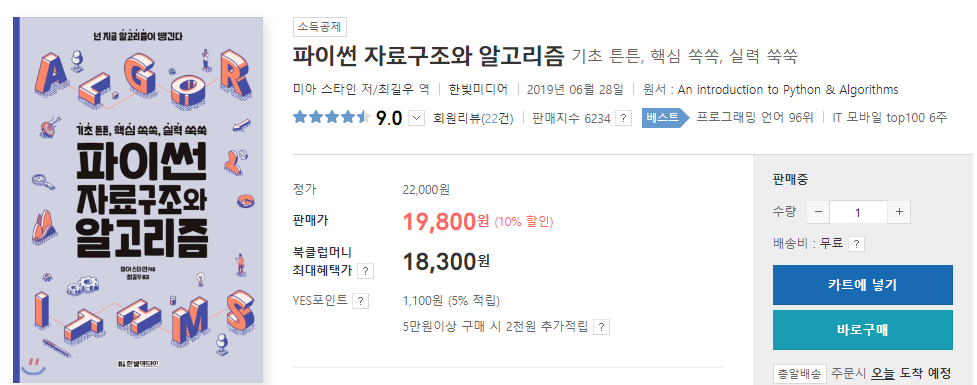 넌 지금 알고리즘이 땡긴다
ALGOR
기초 튼튼, 핵심 쏙쏙, 실력 쑥쑥
파이썬
자료구조와
알고리즘
미아 스타인 지음
최길우 옮김
ITHMS
한빛미디어
소득공제
파이썬 자료구조와 알고리즘 기초 튼튼, 핵심 쏙쏙, 실력 쑥쑥
미아 스타인 저/최길우 역 | 한빛미디어 | 2019년 06월 28일 | 원서 : An introduction to Python & Algorithms
9.0 회원리뷰(22건) | 판매지수 6234 ? 베스트 프로그래밍 언어 96위 | IT 모바일 top100 6주
정가 22,000원
판매가 19,800원 (10% 할인)
북클럽머니
최대혜택가 ? 18,300원
YES포인트 ? 1,100원 (5% 적립)
5만원이상 구매 시 2천원 추가적립 ?
판매중
수량 - 1 +
배송비 : 무료 ?
카트에 넣기
바로구매
총알배송 주문시 오늘 도착 예정